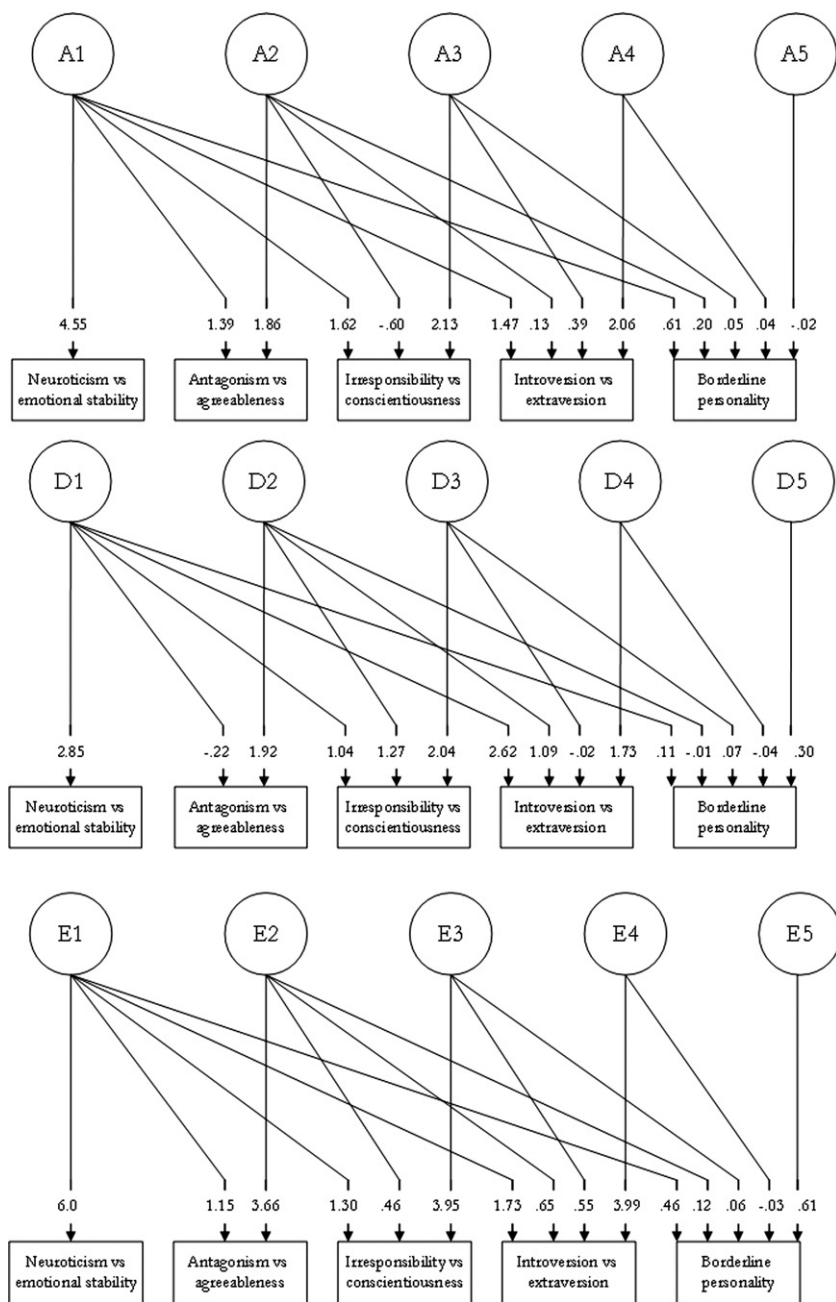 A1 A2 A3 A4 A5
4.55 1.39 1.86 1.62 -.60 2.13 1.47 .13 .39 2.06 .61 .20 .05 .04 -.02
Neuroticism vs Antagonism vs Irresponsibility vs Introversion vs Borderline
emotional stability agreeableness conscientiousness extraversion personality
D1 D2 D3 D4 D5
2.85 -.22 1.92 1.04 1.27 2.04 2.62 1.09 -.02 1.73 .11 -.01 .07 -.04 .30
Neuroticism vs Antagonism vs Irresponsibility vs Introversion vs Borderline
emotional stability agreeableness conscientiousness extraversion personality
E1 E2 E3 E4 E5
6.0 1.15 3.66 1.30 .46 3.95 1.73 .65 .55 3.99 .46 .12 .06 -.03 .61
Neuroticism vs Antagonism vs Irresponsibility vs Introversion vs Borderline
emotional stability agreeableness conscientiousness extraversion personality